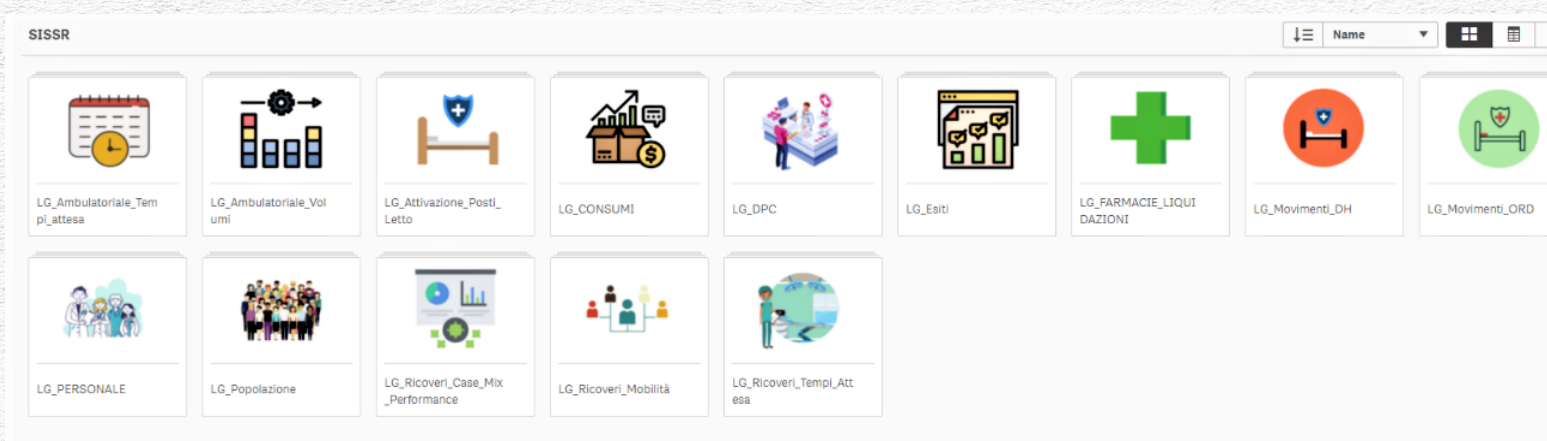 SISSR
Name
LG_Ambulatoriale_Tem
pi_attesa
LG_Ambulatoriale_Vol
umi
LG_Attivazione_Posti_
Letto
LG_CONSUMI
LG_DPC
LG_Esiti
LG_FARMACIE_LIQUI
DAZIONI
LG_Movimenti_DH
LG_Movimenti_ORD
LG_PERSONALE
LG_Popolazione
LG_Ricoveri_Case_Mix
_Performance
LG_Ricoveri_Mobilità
LG_Ricoveri_Tempi_Att
esa